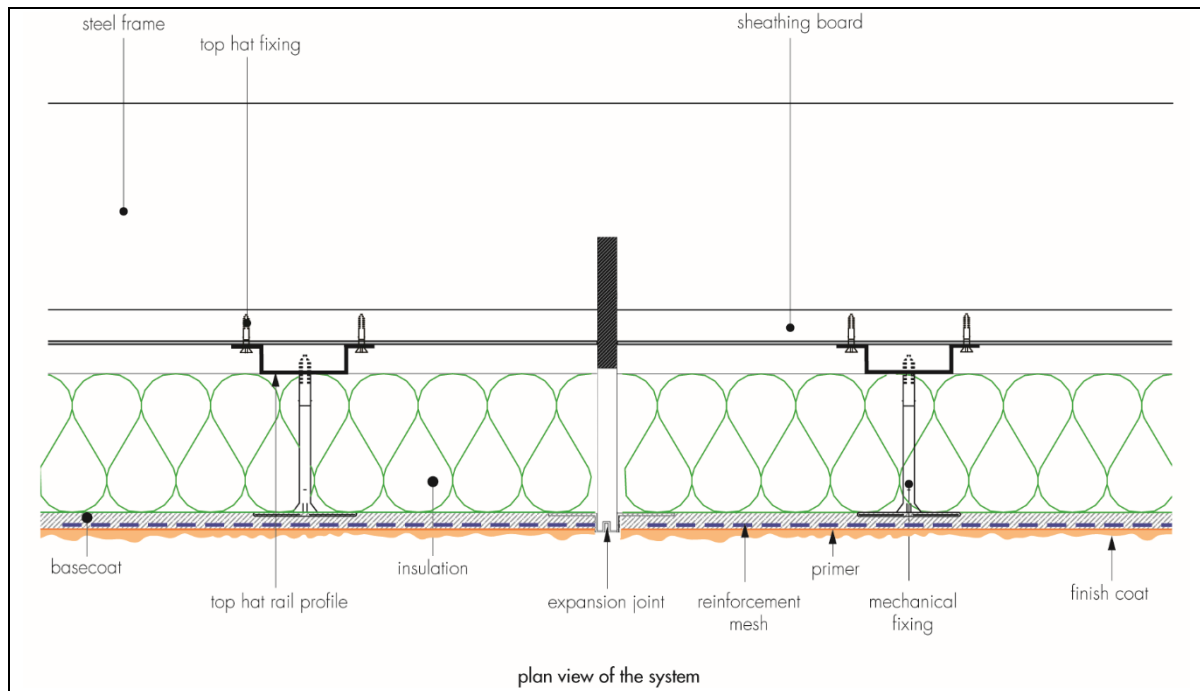 steel frame
top hat fixing
sheathing board
basecoat
insulation
primer
finish coat
top hat rail profile
expansion joint
reinforcement
mesh
mechanical
fixing
plan view of the system